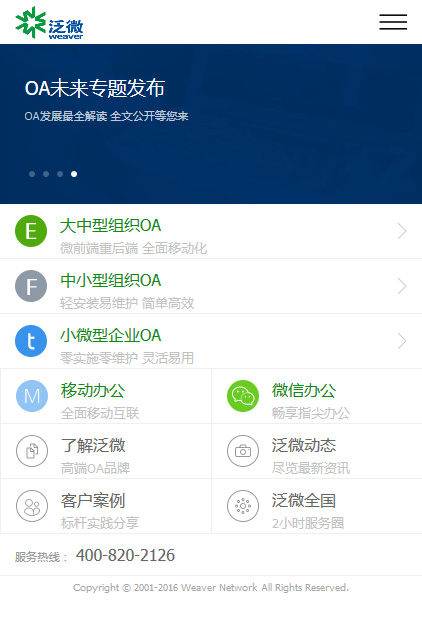 泛微
weaver
OA未来专题发布
OA发展最全解读 全文公开等您来
E
大中型组织OA
微前端重后端 全面移动化
F
中小型组织OA
轻安装易维护 简单高效
t
小微型企业OA
零实施零维护 灵活易用
M
移动办公
全面移动互联
微信办公
畅享指尖办公
了解泛微
高端OA品牌
泛微动态
尽览最新资讯
客户案例
标杆实践分享
泛微全国
2小时服务圈
服务热线： 400-820-2126
Copyright © 2001-2016 Weaver Network All Rights Reserved.